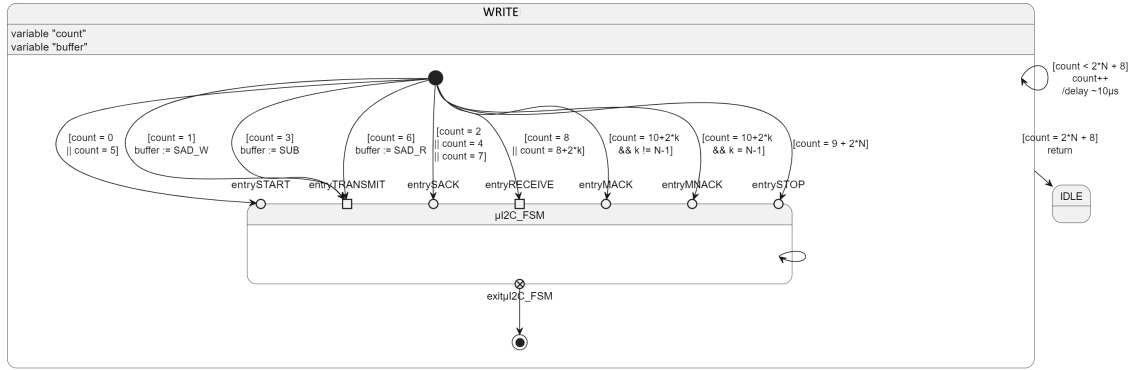 WRITE
variable "count"
variable "buffer"
[count < 2*N + 8]
count++
/delay ~10μs
[count = 0
|| count = 5]
[count = 1]
buffer := SAD_W
[count = 3]
buffer := SUB
[count = 6]
buffer := SAD_R
[count = 2
|| count = 4
|| count = 7]
[count = 8
|| count = 8+2*k]
[count = 10+2*k
&& k != N-1]
[count = 10+2*k
&& k = N-1]
[count = 9 + 2*N]
[count = 2*N + 8]
return
entrySTART
entryTRANSMIT
entrySACK
entryRECEIVE
entryMACK
entryMNACK
entrySTOP
IDLE
μI2C_FSM
exitμI2C_FSM